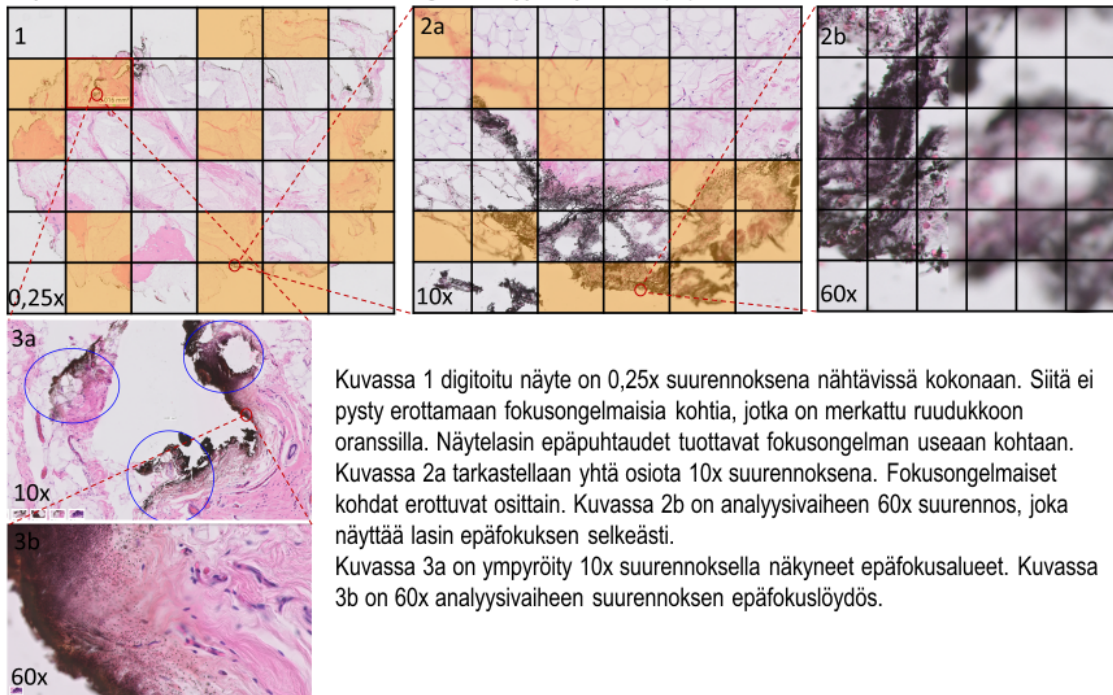 1
2a
2b
0,25x
10x
60x
3a
10x
3b
60x
Kuvassa 1 digitoitu näyte on 0,25x suurennoksena nähtävissä kokonaan. Siitä ei
pysty erottamaan fokusongelmaisia kohtia, jotka on merkattu ruudukkoon
oranssilla. Näytelasin epäpuhtaudet tuottavat fokusongelman useaan kohtaan.
Kuvassa 2a tarkastellaan yhtä osiota 10x suurennoksena. Fokusongelmaiset
kohdat erottuvat osittain. Kuvassa 2b on analyysivaiheen 60x suurennos, joka
näyttää lasin epäfokuksen selkeästi.
Kuvassa 3a on ympyröity 10x suurennoksella näkyneet epäfokusalueet. Kuvassa
3b on 60x analyysivaiheen suurennoksen epäfokuslöydös.